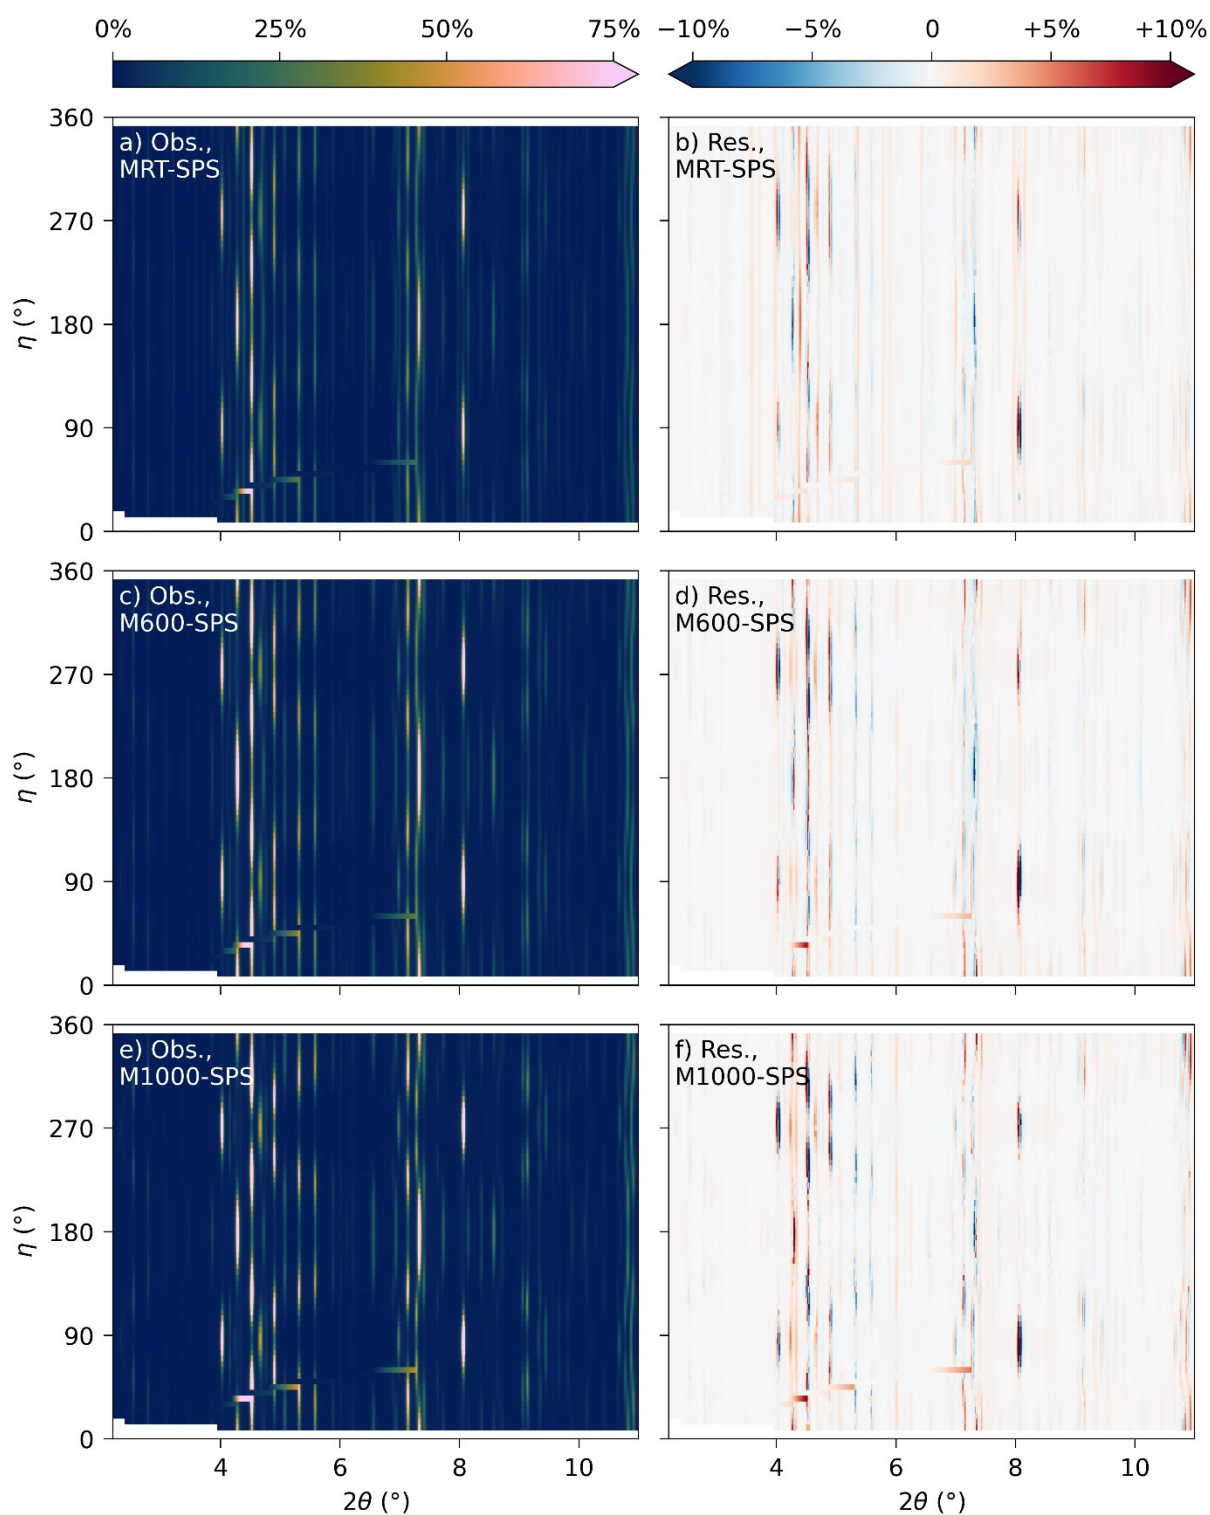 0% 25% 50% 75% −10% −5% 0 +5% +10%
360
270
180
90
0
η (°)
a) Obs.,
MRT-SPS
b) Res.,
MRT-SPS
360
270
180
90
0
η (°)
c) Obs.,
M600-SPS
d) Res.,
M600-SPS
360
270
180
90
0
η (°)
e) Obs.,
M1000-SPS
f) Res.,
M1000-SPS
4 6 8 10 4 6 8 10
2θ (°) 2θ (°)